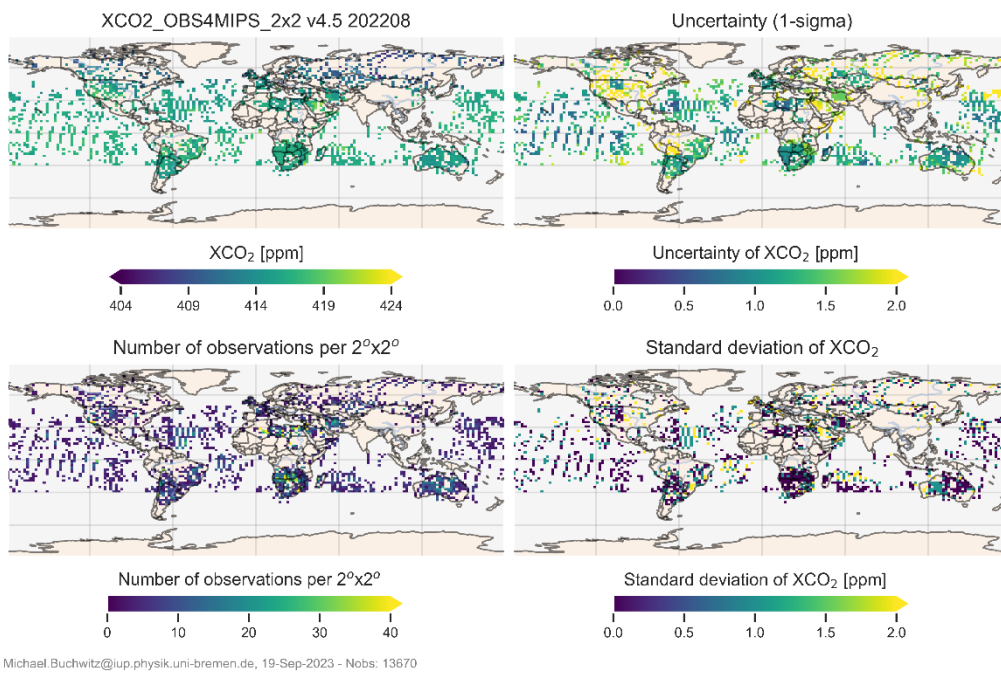 XCO2_OBS4MIPS_2x2 v4.5 202208
Uncertainty (1-sigma)
XCO₂ [ppm]
404 409 414 419 424
Uncertainty of XCO₂ [ppm]
0.0 0.5 1.0 1.5 2.0
Number of observations per 2°x2°
Standard deviation of XCO₂
Number of observations per 2°x2°
0 10 20 30 40
Standard deviation of XCO₂ [ppm]
0.0 0.5 1.0 1.5 2.0
Michael.Buchwitz@iup.physik.uni-bremen.de, 19-Sep-2023 - Nobs: 13670